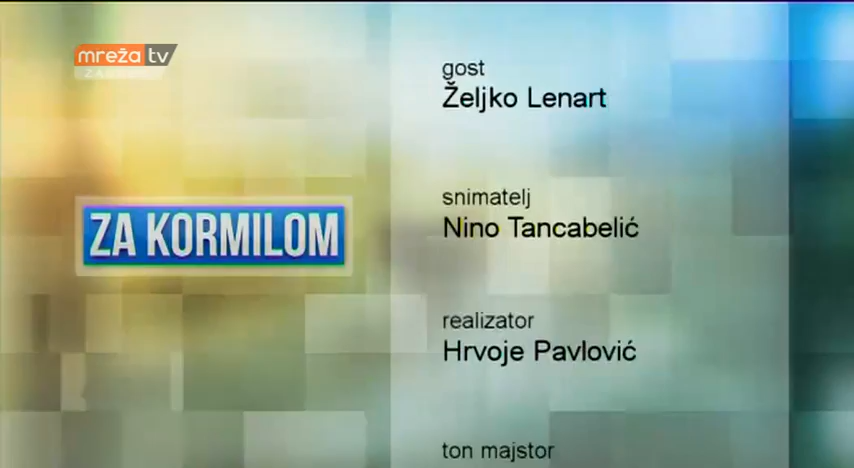 mreža tv
gost
Željko Lenart
ZA KORMILOM
snimatelj
Nino Tancabelić
realizator
Hrvoje Pavlović
ton majstor